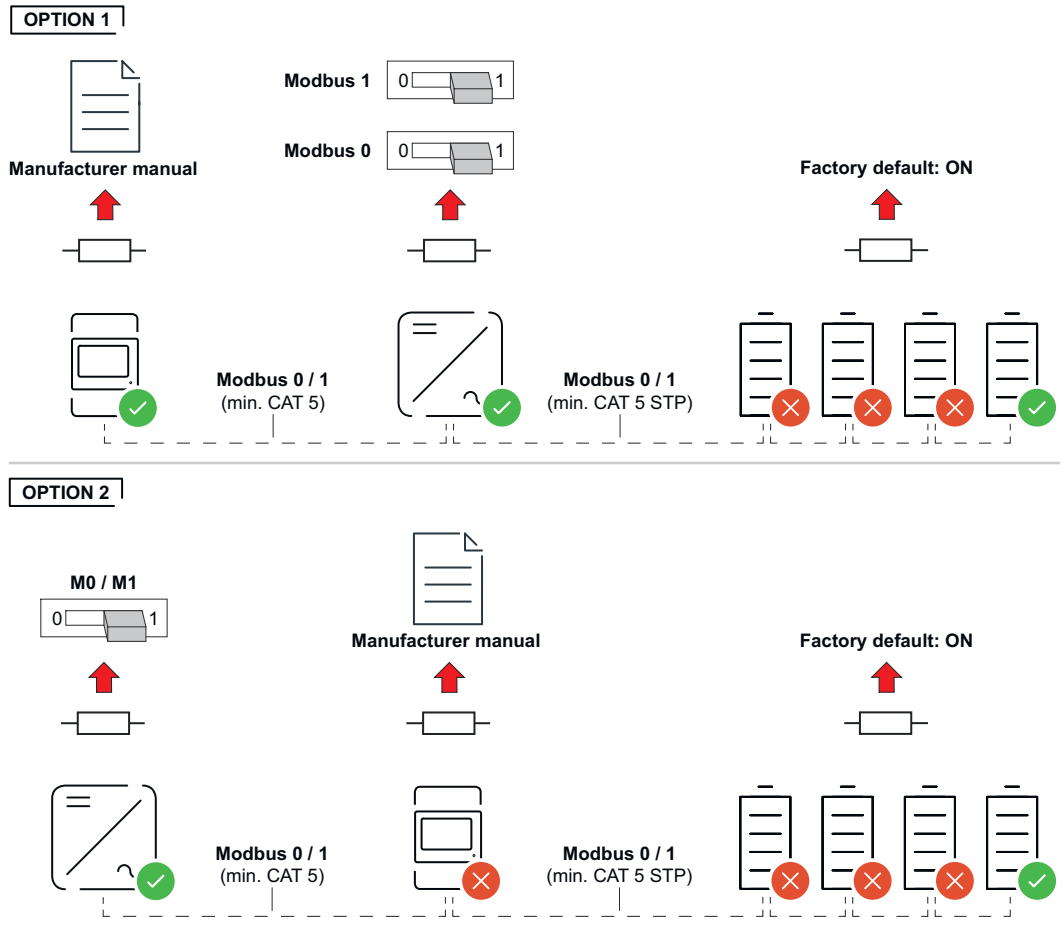 OPTION 1
Modbus 1
0
1
Modbus 0
0
1
Manufacturer manual
Factory default: ON
Modbus 0 / 1
(min. CAT 5)
Modbus 0 / 1
(min. CAT 5 STP)
OPTION 2
M0 / M1
0
1
Manufacturer manual
Factory default: ON
Modbus 0 / 1
(min. CAT 5)
Modbus 0 / 1
(min. CAT 5 STP)